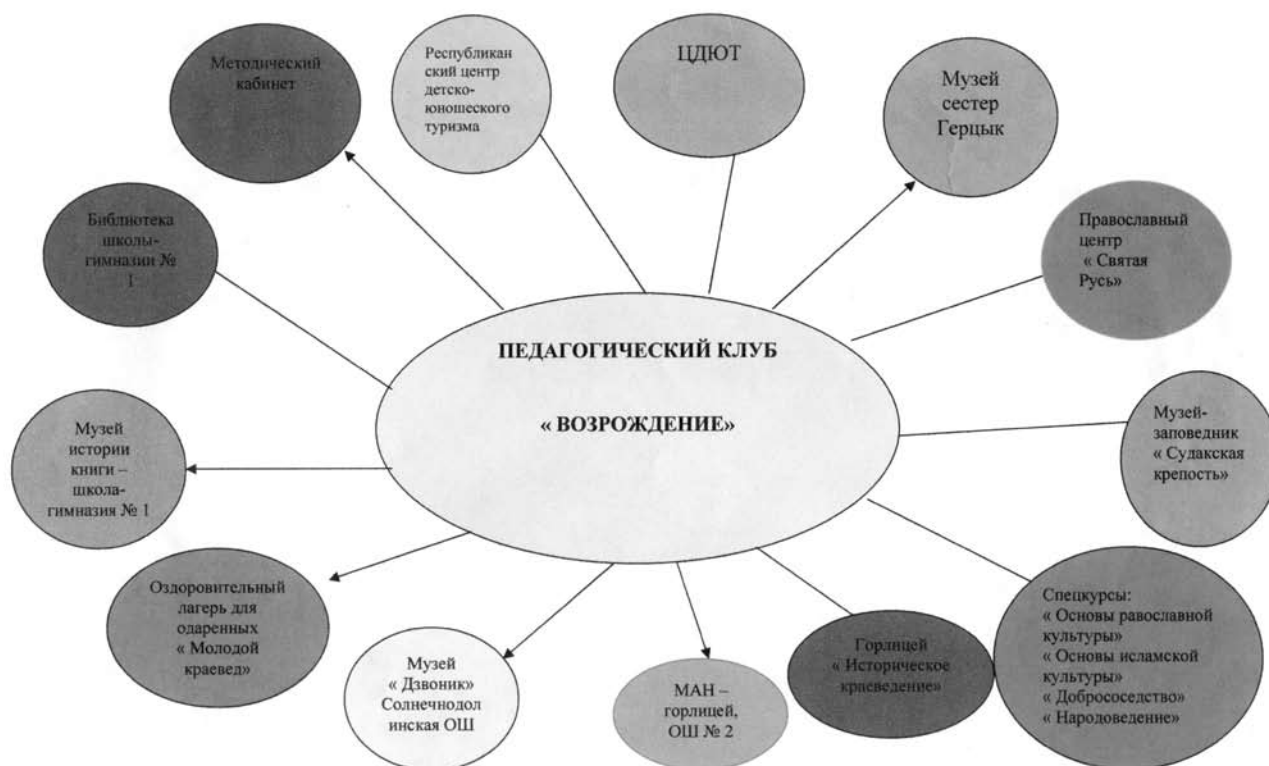 Методический
кабинет
Республикан
ский центр
детско-
юношеского
туризма
ЦДЮТ
Музей
сестер
Герцык
Библиотека
школы-
гимназии №
1
Православный
центр
« Святая
Русь»
ПЕДАГОГИЧЕСКИЙ КЛУБ
« ВОЗРОЖДЕНИЕ»
Музей
истории
книги –
школа-
гимназия № 1
Музей-
заповедник
« Судакская
крепость»
Оздоровительный
лагерь для
одаренных
« Молодой
краевед»
Музей
« Дзвоник»
Солнечнодол
инская ОШ
МАН –
горлицей,
ОШ № 2
Горлицей
« Историческое
краеведение»
Спецкурсы:
« Основы равославной
культуры»
« Основы исламской
культуры»
« Добрососедство»
« Народоведение»